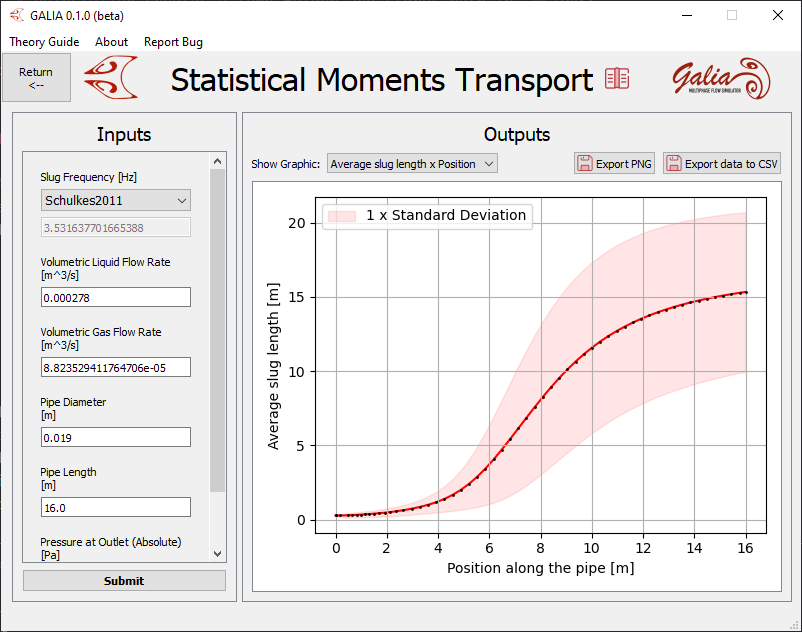 GALIA 0.1.0 (beta)
Theory Guide About Report Bug
Return
<--
Statistical Moments Transport
Galia
MULTIPHASE FLOW SIMULATOR
Inputs
Slug Frequency [Hz]
Schulkes2011
3.531637701665388
Volumetric Liquid Flow Rate
[m^3/s]
0.000278
Volumetric Gas Flow Rate
[m^3/s]
8.823529411764706e-05
Pipe Diameter
[m]
0.019
Pipe Length
[m]
16.0
Pressure at Outlet (Absolute)
[Pa]
Submit
Outputs
Show Graphic: Average slug length x Position
Export PNG
Export data to CSV
1 x Standard Deviation
Average slug length [m]
20
15
10
5
0
0 2 4 6 8 10 12 14 16
Position along the pipe [m]